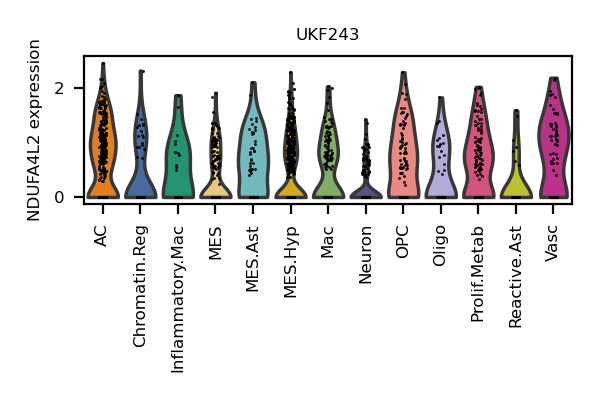 UKF243
NDUFA4L2 expression
2
0
AC
Chromatin.Reg
Inflammatory.Mac
MES
MES.Ast
MES.Hyp
Mac
Neuron
OPC
Oligo
Prolif.Metab
Reactive.Ast
Vasc